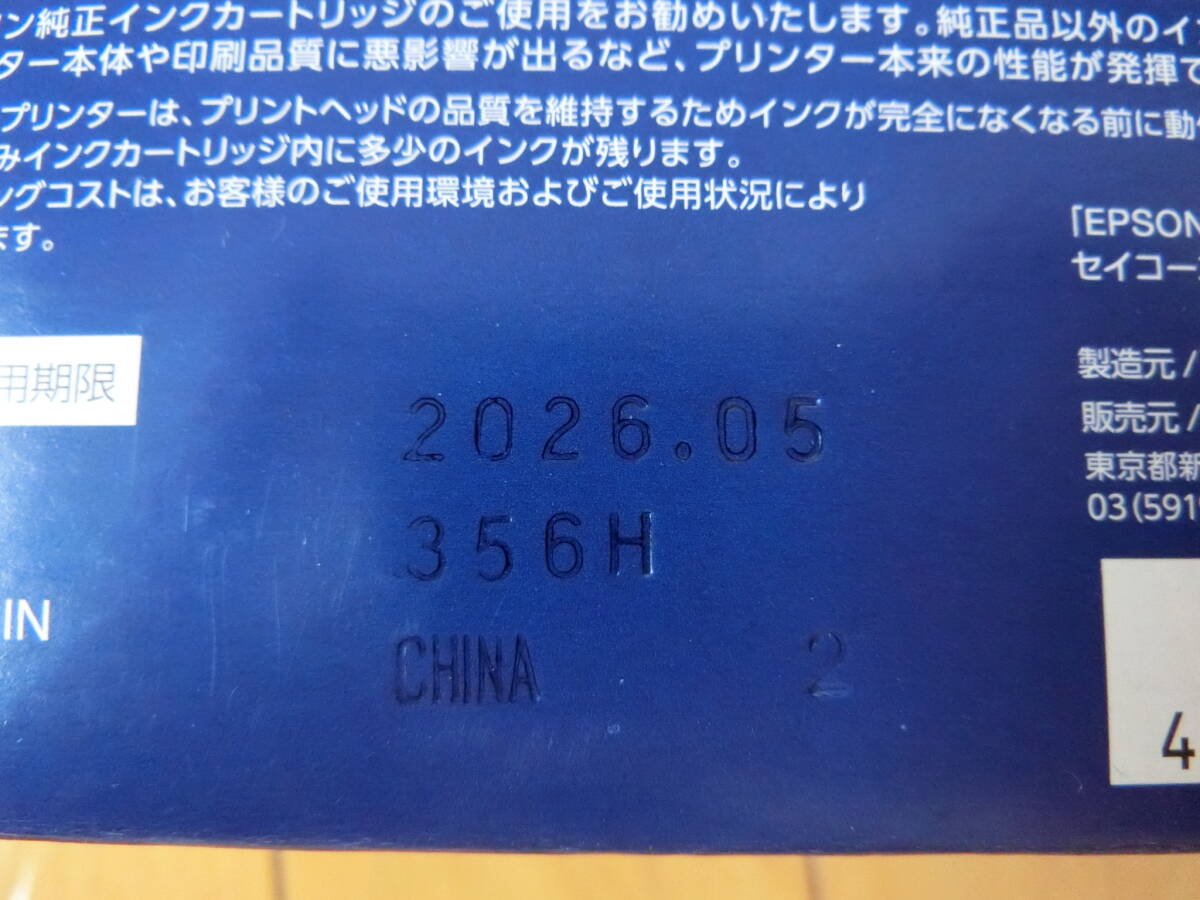 ン純正インクカートリッジのご使用をお勧めいたします。純正品以外のイ
ター本体や印刷品質に悪影響が出るなど、プリンター本来の性能が発揮で
プリンターは、プリントヘッドの品質を維持するためインクが完全になくなる前に動作
みインクカートリッジ内に多少のインクが残ります。
ングコストは、お客様のご使用環境およびご使用状況により
ます。
「EPSON
セイコー
用期限
2026.05
356H
CHINA 2
IN
製造元 /
販売元 /
東京都新
03(591
4